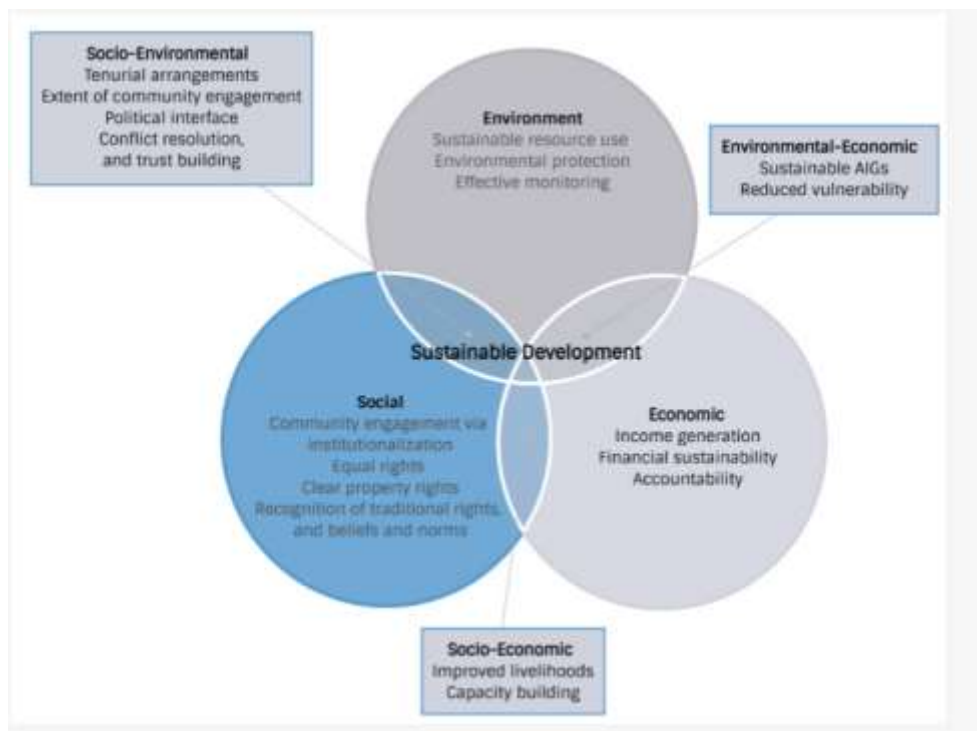 Socio-Environmental
Tenurial arrangements
Extent of community engagement
Political interface
Conflict resolution,
and trust building
Environment
Sustainable resource use
Environmental protection
Effective monitoring
Environmental-Economic
Sustainable AIGs
Reduced vulnerability
Sustainable Development
Social
Community engagement via
institutionalization
Equal rights
Clear property rights
Recognition of traditional rights,
and beliefs and norms
Economic
Income generation
Financial sustainability
Accountability
Socio-Economic
Improved livelihoods
Capacity building